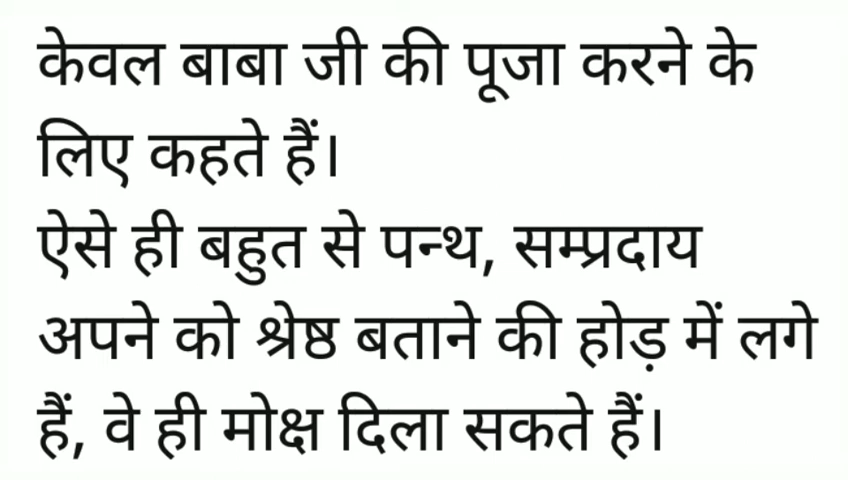 केवल बाबा जी की पूजा करने के
लिए कहते हैं।
ऐसे ही बहुत से पन्थ, सम्प्रदाय
अपने को श्रेष्ठ बताने की होड़ में लगे
हैं, वे ही मोक्ष दिला सकते हैं।